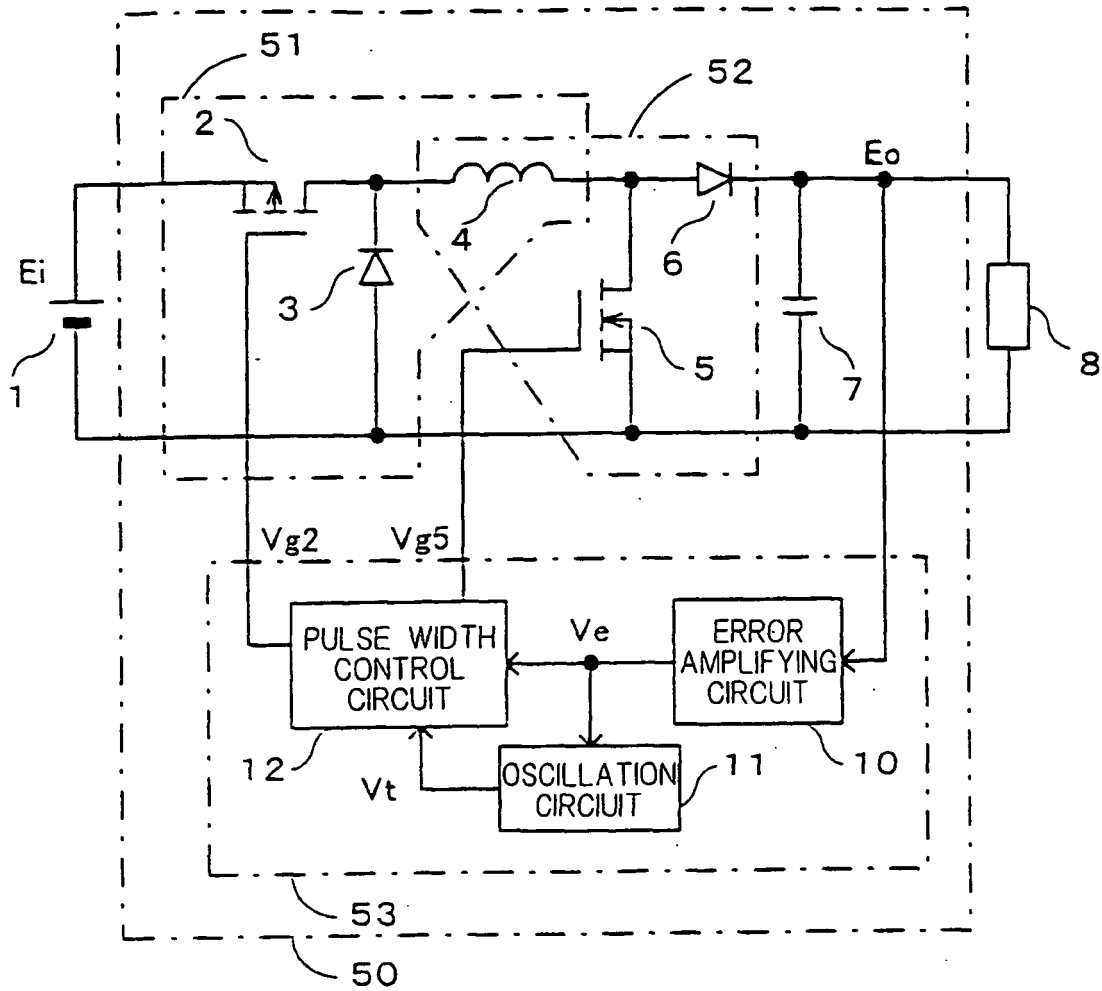 51
52
2
Eo
4
6
Ei
3
1
5
7
8
Vg2
Vg5
PULSE WIDTH
CONTROL
CIRCUIT
Ve
ERROR
AMPLIFYING
CIRCUIT
12
Vt
OSCILLATION
CIRCIUIT
11
10
53
50